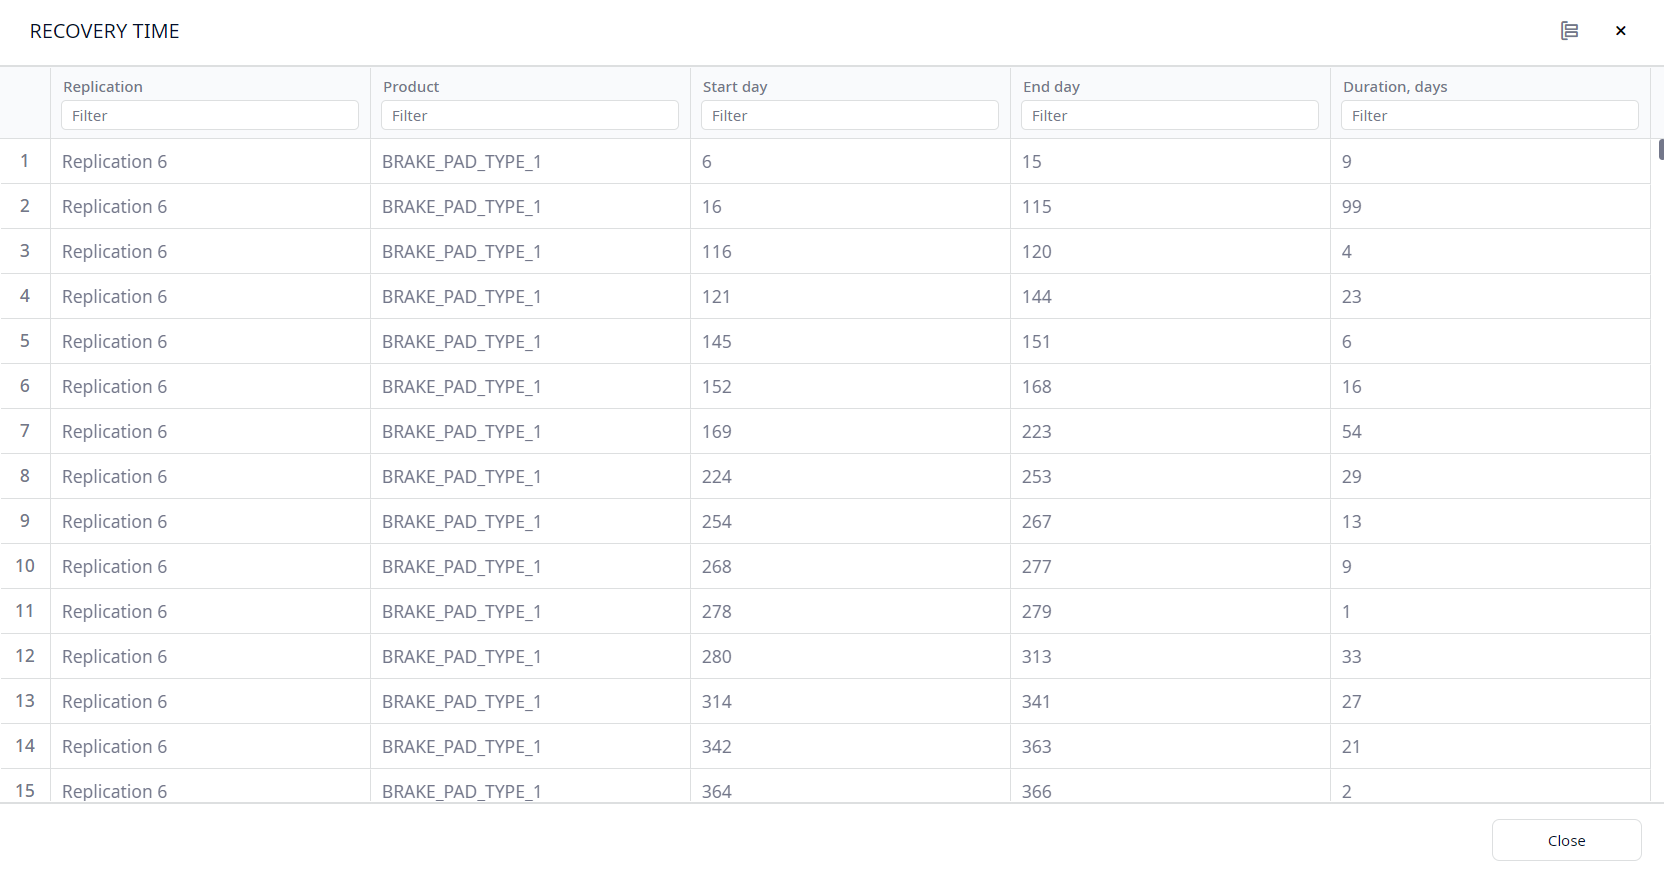 RECOVERY TIME
Replication Product Start day End day Duration, days
Filter Filter Filter Filter Filter
1 Replication 6 BRAKE_PAD_TYPE_1 6 15 9
2 Replication 6 BRAKE_PAD_TYPE_1 16 115 99
3 Replication 6 BRAKE_PAD_TYPE_1 116 120 4
4 Replication 6 BRAKE_PAD_TYPE_1 121 144 23
5 Replication 6 BRAKE_PAD_TYPE_1 145 151 6
6 Replication 6 BRAKE_PAD_TYPE_1 152 168 16
7 Replication 6 BRAKE_PAD_TYPE_1 169 223 54
8 Replication 6 BRAKE_PAD_TYPE_1 224 253 29
9 Replication 6 BRAKE_PAD_TYPE_1 254 267 13
10 Replication 6 BRAKE_PAD_TYPE_1 268 277 9
11 Replication 6 BRAKE_PAD_TYPE_1 278 279 1
12 Replication 6 BRAKE_PAD_TYPE_1 280 313 33
13 Replication 6 BRAKE_PAD_TYPE_1 314 341 27
14 Replication 6 BRAKE_PAD_TYPE_1 342 363 21
15 Replication 6 BRAKE_PAD_TYPE_1 364 366 2
Close